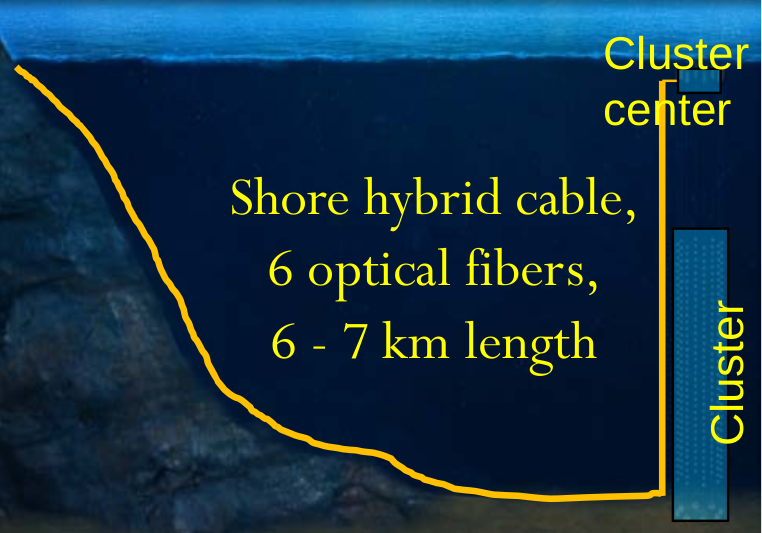 Cluster
center
Shore hybrid cable,
6 optical fibers,
6 - 7 km length
Cluster